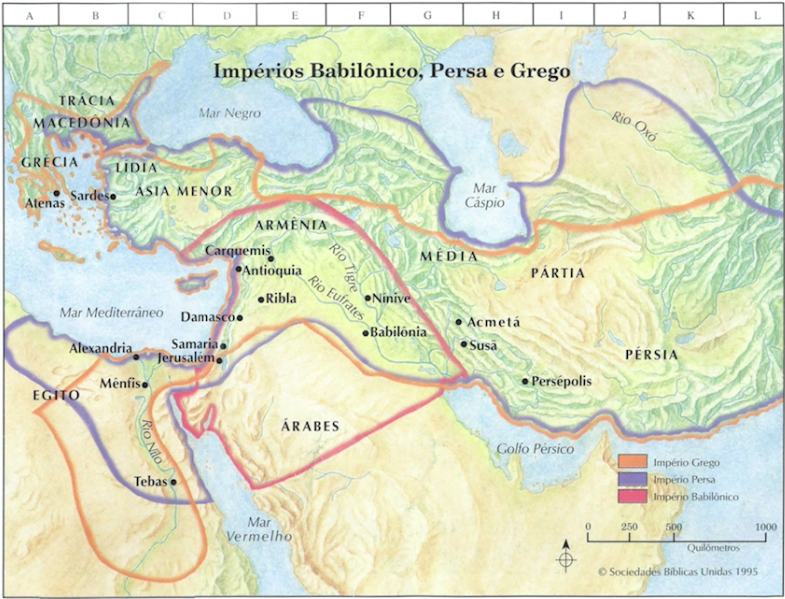 A B C D E F G H I J K L
Impérios Babilônico, Persa e Grego
TRÁCIA
Mar Negro
MACEDÔNIA
Rio Oxó
GRÉCIA
LÍDIA
ÁSIA MENOR
Atenas
Sardes
Mar
Cáspio
ARMÊNIA
Carquemis
MÉDIA
Antioquia
Rio Tigre
PÁRTIA
Rio Eufrates
Ribla
Nínive
Mar Mediterrâneo
Damasco
Acmetá
Babilônia
Samaria
Susã
Alexandria
Jerusalém
PÉRSIA
Mênfis
Persépolis
EGITO
ÁRABES
Rio Nilo
Golfo Pérsico
Tebas
Império Grego
Império Persa
Império Babilônico
Mar
Vermelho
0 250 500 1000
Quilómetros
© Sociedades Bíblicas Unidas 1995